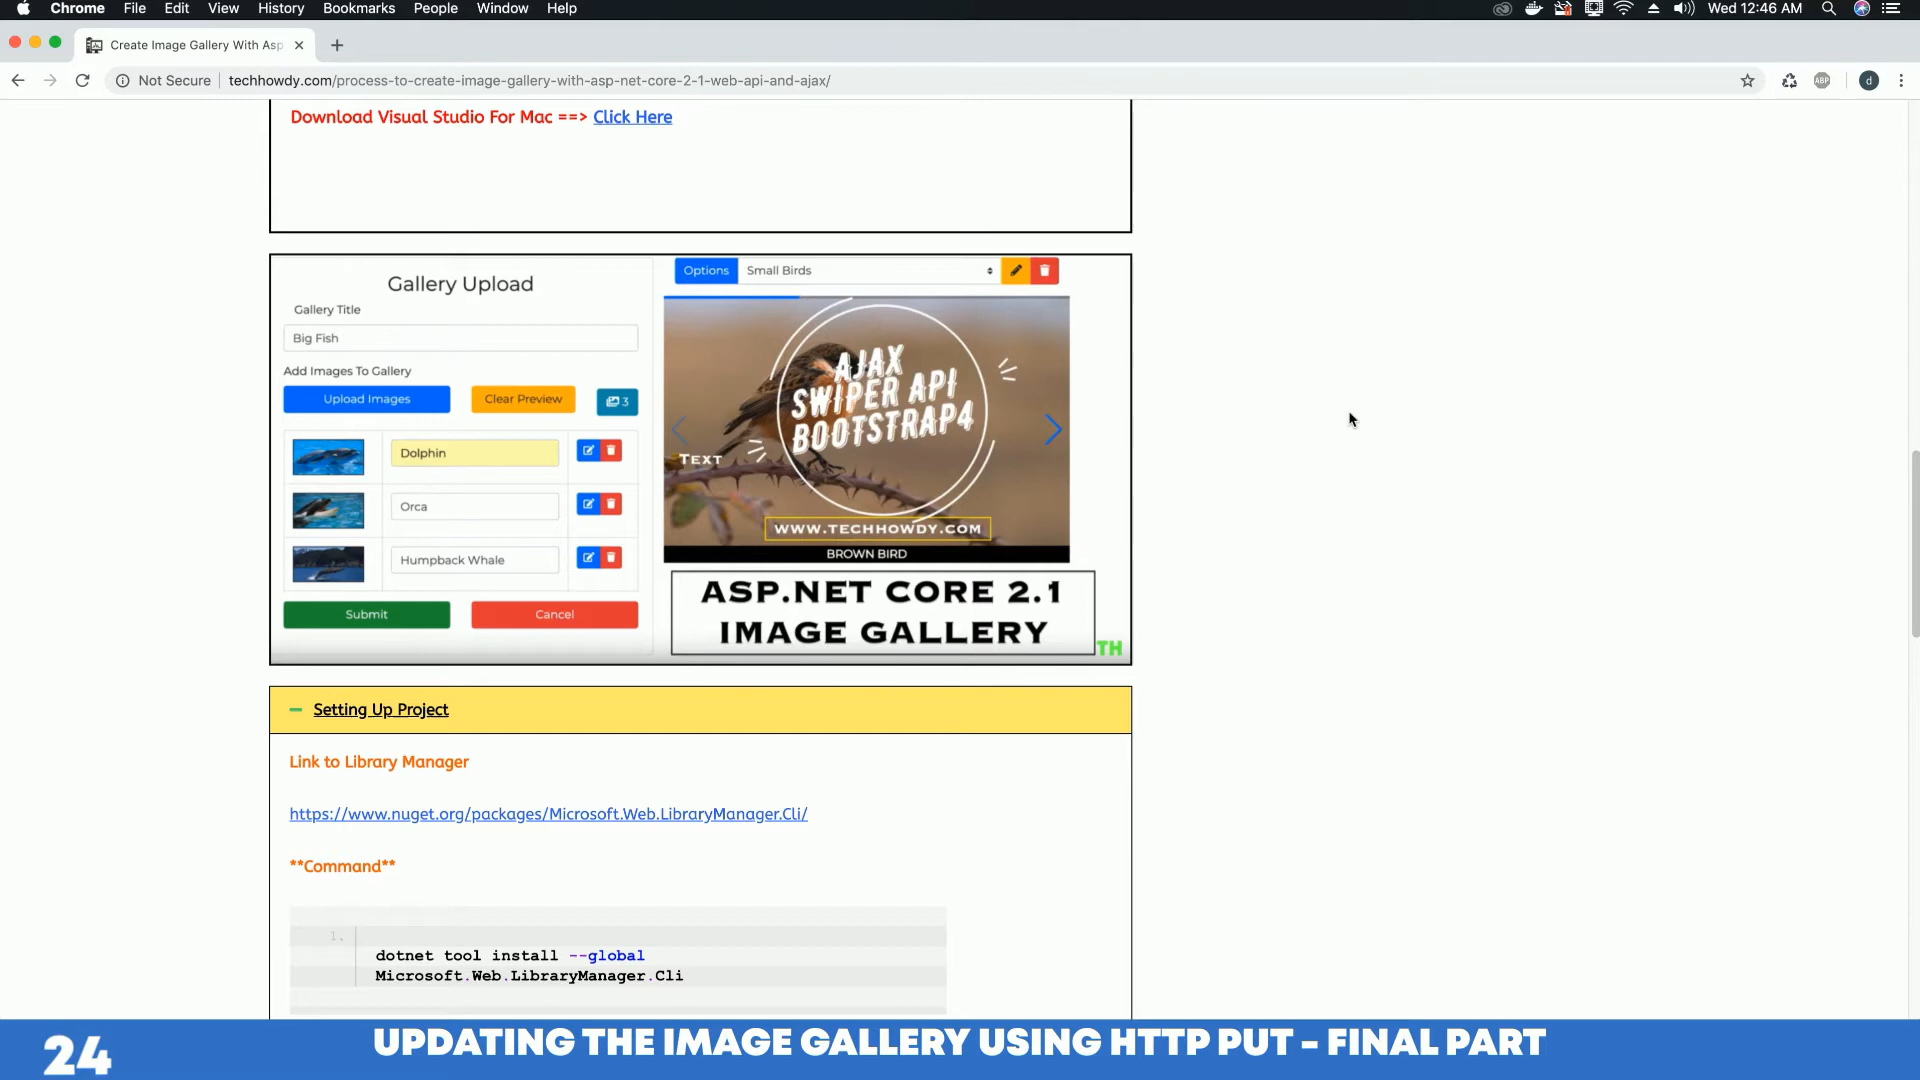 Chrome File Edit View History Bookmarks People Window Help Wed 12:46 AM
Create Image Gallery With Asp
Not Secure techhowdy.com/process-to-create-image-gallery-with-asp-net-core-2-1-web-api-and-ajax/ ABP d
Download Visual Studio For Mac ==> Click Here
Gallery Upload
Gallery Title
Big Fish
Add Images To Gallery
Upload Images Clear Preview 3
Dolphin
Orca
Humpback Whale
Submit Cancel
Options Small Birds
AJAX
SWIPER API
BOOTSTRAP4
TEXT
WWW.TECHHOWDY.COM
BROWN BIRD
ASP.NET CORE 2.1
IMAGE GALLERY
TH
Setting Up Project
Link to Library Manager
https://www.nuget.org/packages/Microsoft.Web.LibraryManager.Cli/
**Command**
1.
dotnet tool install --global
Microsoft.Web.LibraryManager.Cli
24 UPDATING THE IMAGE GALLERY USING HTTP PUT - FINAL PART